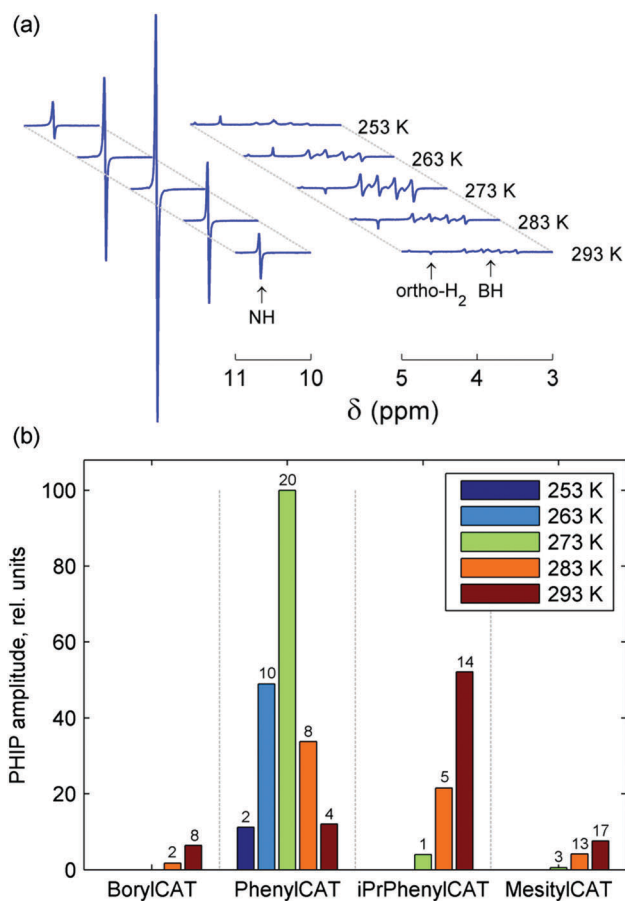 (a)
253 K
263 K
273 K
283 K
293 K
NH
ortho-H₂
BH
11 10 5 4 3
δ (ppm)
(b)
PHIP amplitude, rel. units
100
80
60
40
20
0
253 K
263 K
273 K
283 K
293 K
2 8 2 10 20 8 4 1 5 14 3 13 17
BorylCAT PhenylCAT iPrPhenylCAT MesitylCAT